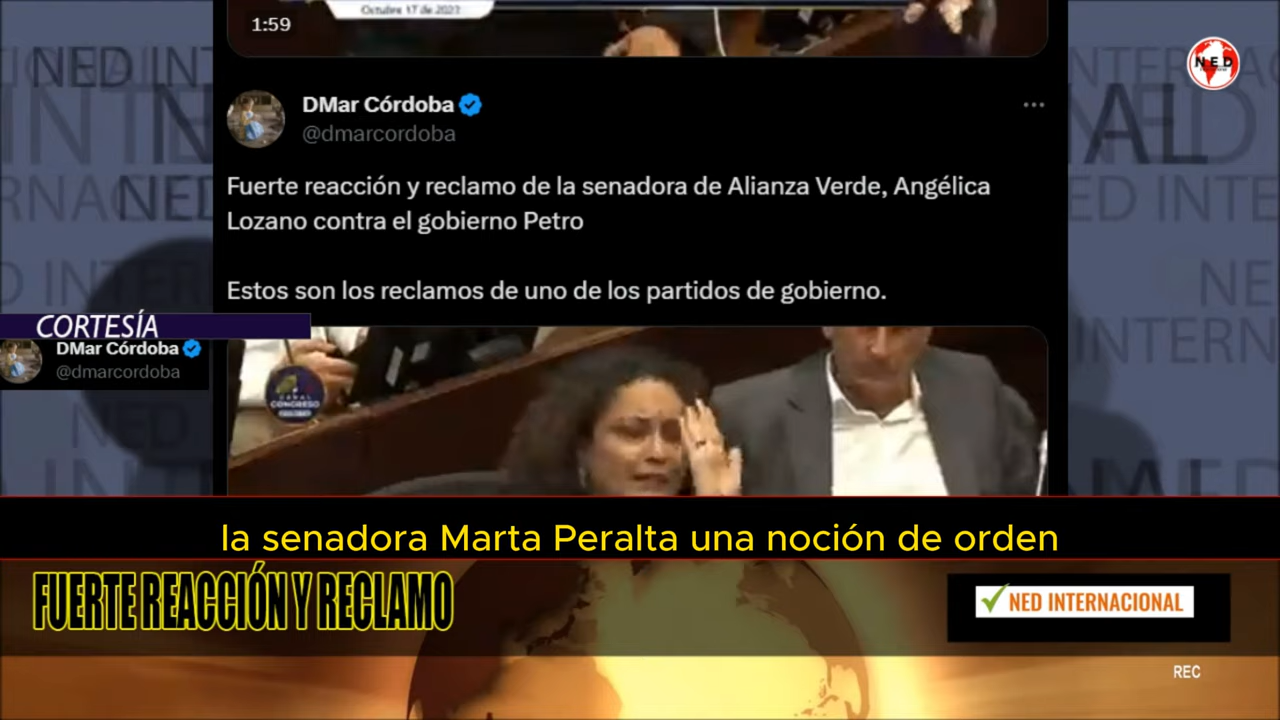 Octubre 17 de 2023
1:59
NED
DMar Córdoba
@dmarcordoba
Fuerte reacción y reclamo de la senadora de Alianza Verde, Angélica
Lozano contra el gobierno Petro
Estos son los reclamos de uno de los partidos de gobierno.
CORTESÍA
DMar Córdoba
@dmarcordoba
CANAL
CONGRESO
la senadora Marta Peralta una noción de orden
FUERTE REACCIÓN Y RECLAMO
NED INTERNACIONAL
REC